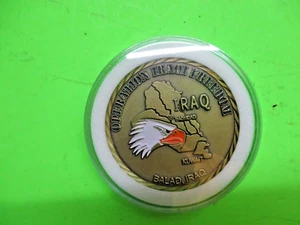 OPERATION IRAQI FREEDOM
IRAQ
BALAD, IRAQ